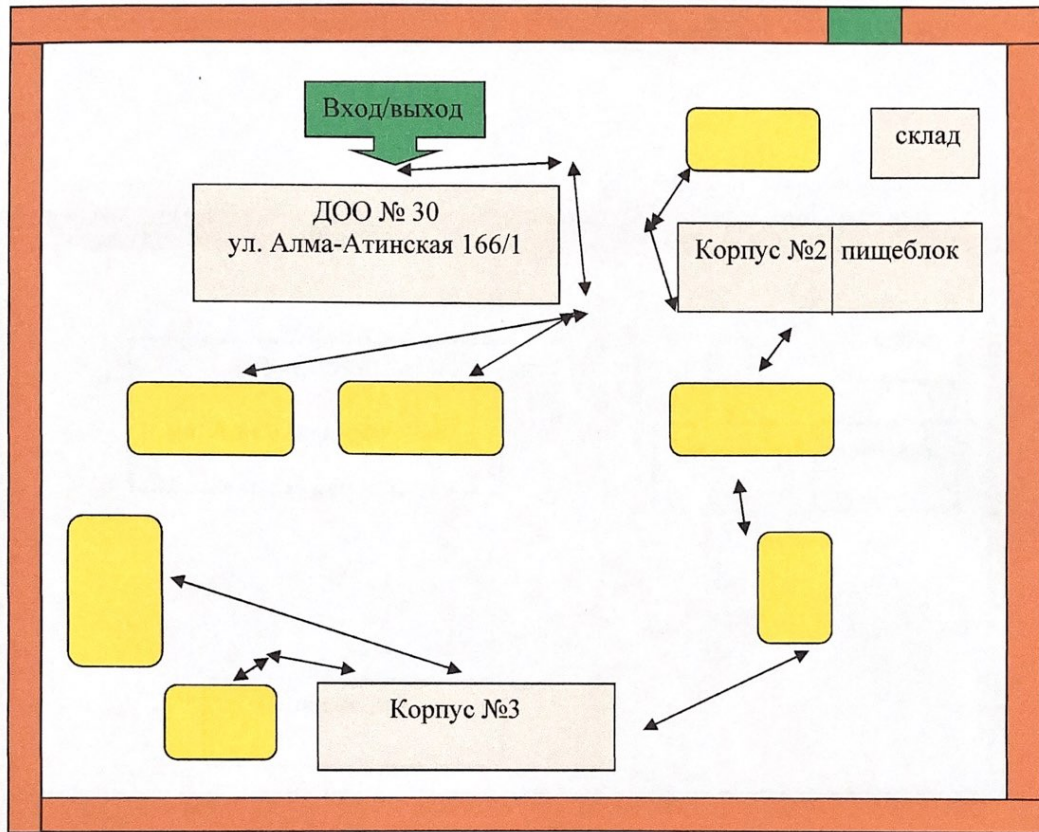 Вход/выход
склад
ДОО № 30
ул. Алма-Атинская 166/1
Корпус №2 пищеблок
Корпус №3